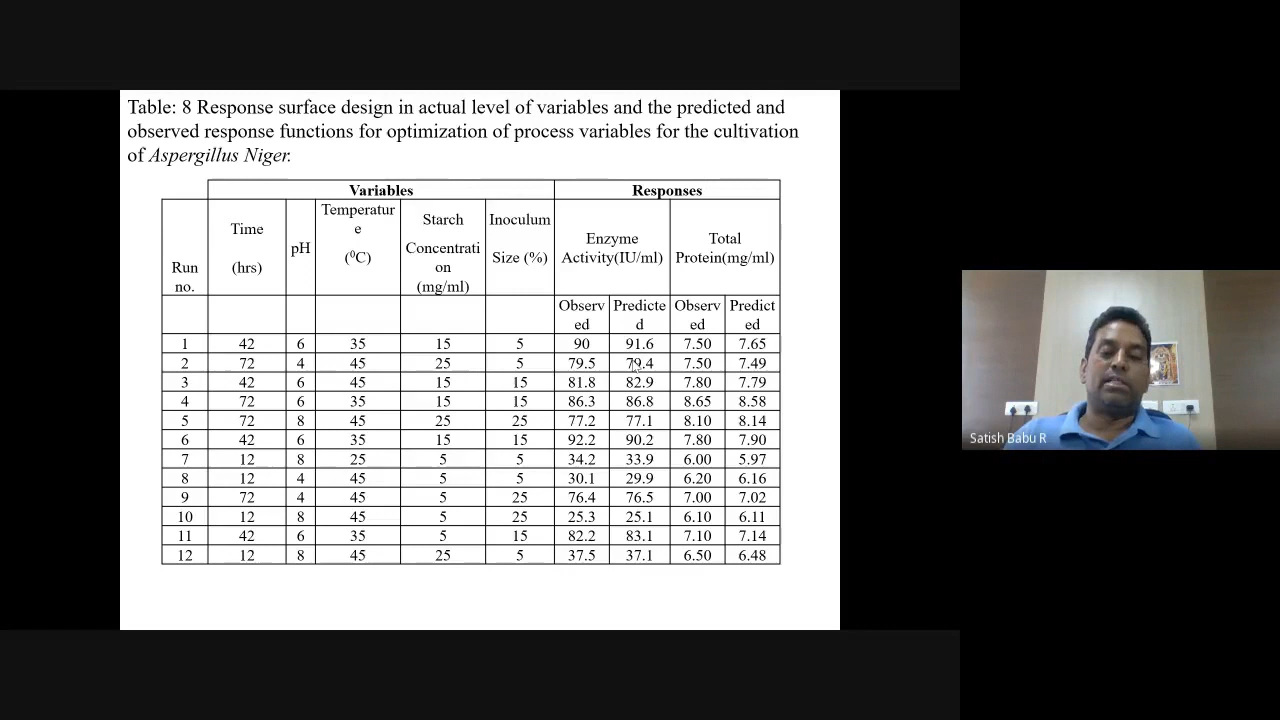 Table: 8 Response surface design in actual level of variables and the predicted and
observed response functions for optimization of process variables for the cultivation
of Aspergillus Niger.
Variables Responses
Run no. Time (hrs) pH Temperatur e (⁰C) Starch Concentrati on (mg/ml) Inoculum Size (%) Enzyme Activity(IU/ml) Total Protein(mg/ml)
Observ ed Predicte d Observ ed Predict ed
1 42 6 35 15 5 90 91.6 7.50 7.65
2 72 4 45 25 5 79.5 79.4 7.50 7.49
3 42 6 45 15 15 81.8 82.9 7.80 7.79
4 72 6 35 15 15 86.3 86.8 8.65 8.58
5 72 8 45 25 25 77.2 77.1 8.10 8.14
6 42 6 35 15 15 92.2 90.2 7.80 7.90
7 12 8 25 5 5 34.2 33.9 6.00 5.97
8 12 4 45 5 5 30.1 29.9 6.20 6.16
9 72 4 45 5 25 76.4 76.5 7.00 7.02
10 12 8 45 5 25 25.3 25.1 6.10 6.11
11 42 6 35 5 15 82.2 83.1 7.10 7.14
12 12 8 45 25 5 37.5 37.1 6.50 6.48
Satish Babu R